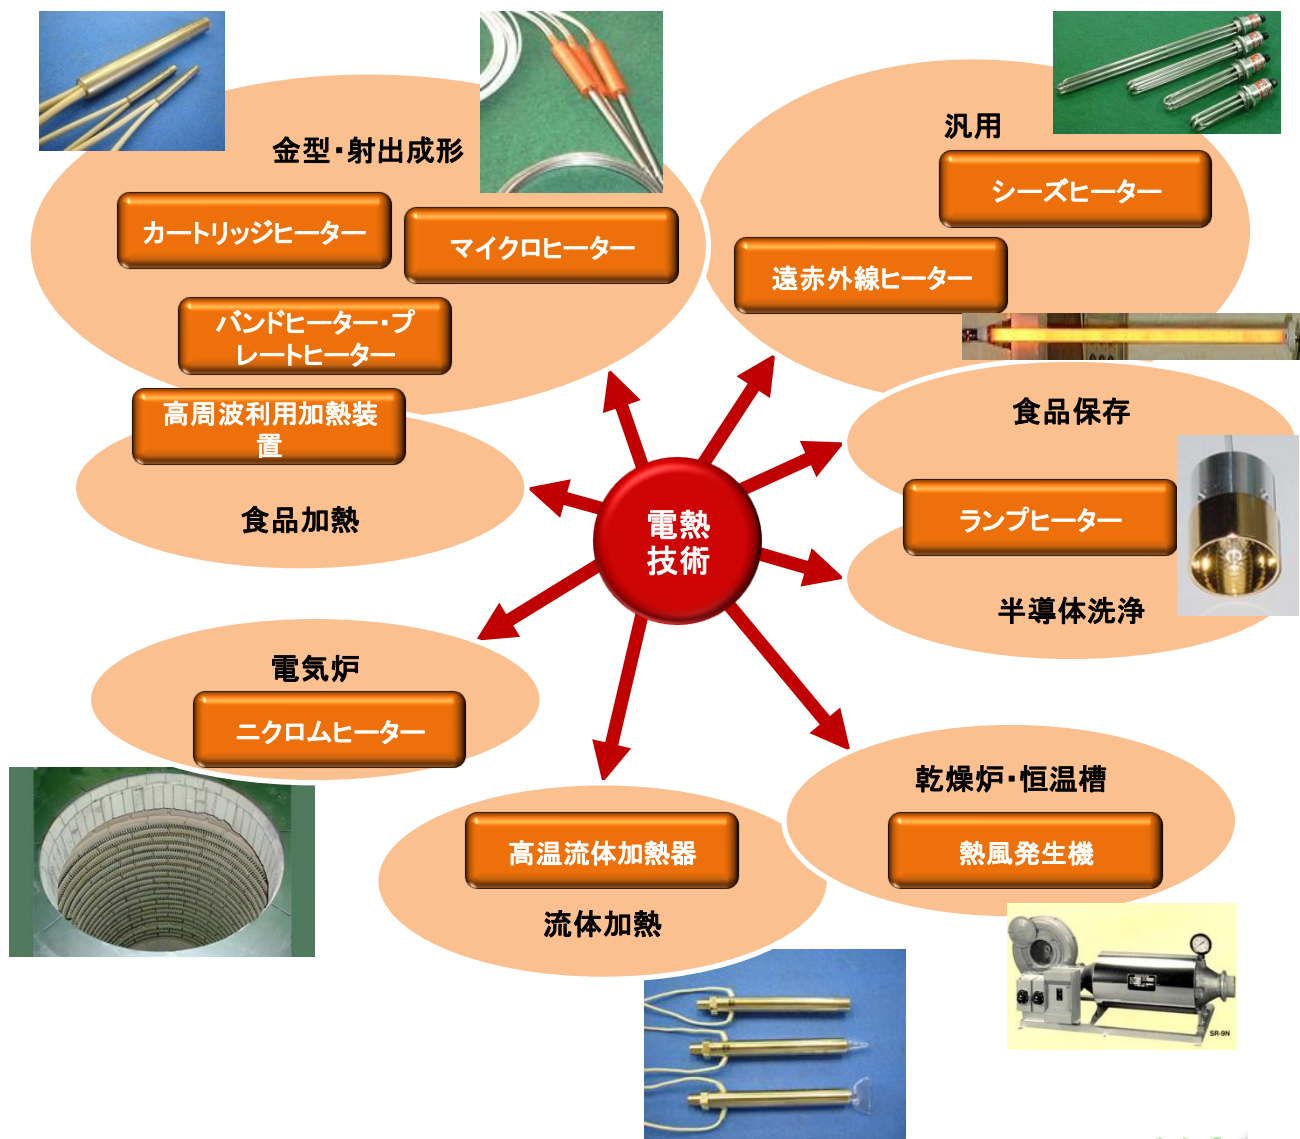 金型・射出成形
カートリッジヒーター
マイクロヒーター
バンドヒーター・プ
レートヒーター
高周波利用加熱装
置
食品加熱
汎用
シーズヒーター
遠赤外線ヒーター
食品保存
ランプヒーター
半導体洗浄
電熱
技術
電気炉
ニクロムヒーター
高温流体加熱器
流体加熱
乾燥炉・恒温槽
熱風発生機
SR-9N